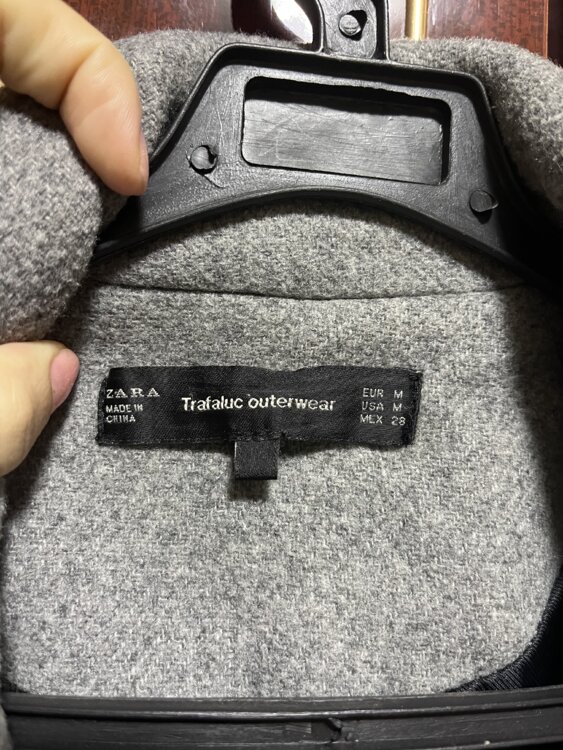 ZARA
MADE IN
CHINA
Trafaluc outerwear
EUR M
USA M
MEX 28